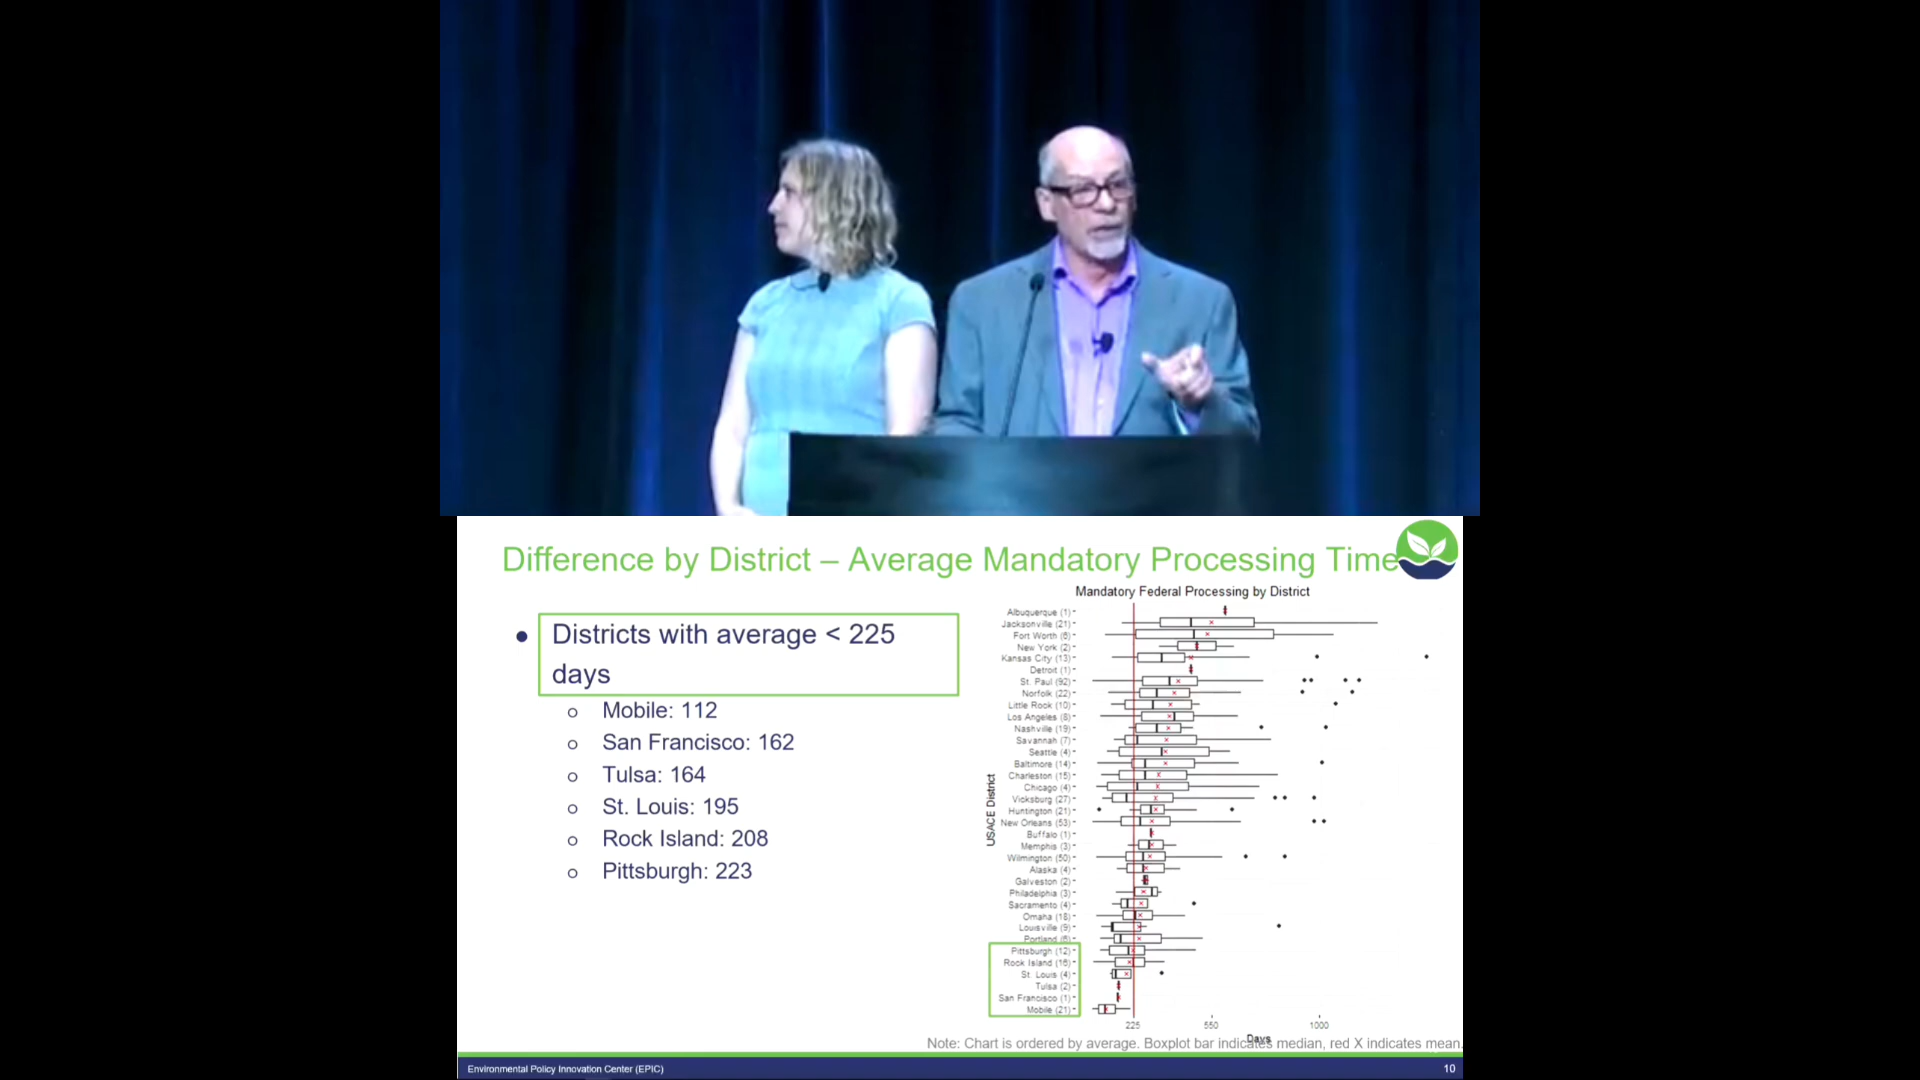 Difference by District – Average Mandatory Processing Time
Mandatory Federal Processing by District
• Districts with average < 225
days
o Mobile: 112
o San Francisco: 162
o Tulsa: 164
o St. Louis: 195
o Rock Island: 208
o Pittsburgh: 223
USACE District
Albuquerque (1)
Jacksonville (21)
Fort Worth (6)
New York (2)
Kansas City (13)
Detroit (1)
St. Paul (92)
Norfolk (22)
Little Rock (10)
Los Angeles (8)
Nashville (19)
Savannah (7)
Seattle (4)
Baltimore (14)
Charleston (15)
Chicago (4)
Vicksburg (27)
Huntington (21)
New Orleans (53)
Buffalo (1)
Memphis (3)
Wilmington (50)
Alaska (4)
Galveston (2)
Philadelphia (3)
Sacramento (4)
Omaha (18)
Louisville (9)
Portland (6)
Pittsburgh (12)
Rock Island (16)
St. Louis (4)
Tulsa (2)
San Francisco (1)
Mobile (21)
225 550 1000
Days
Note: Chart is ordered by average. Boxplot bar indicates median, red X indicates mean.
Environmental Policy Innovation Center (EPIC) 10